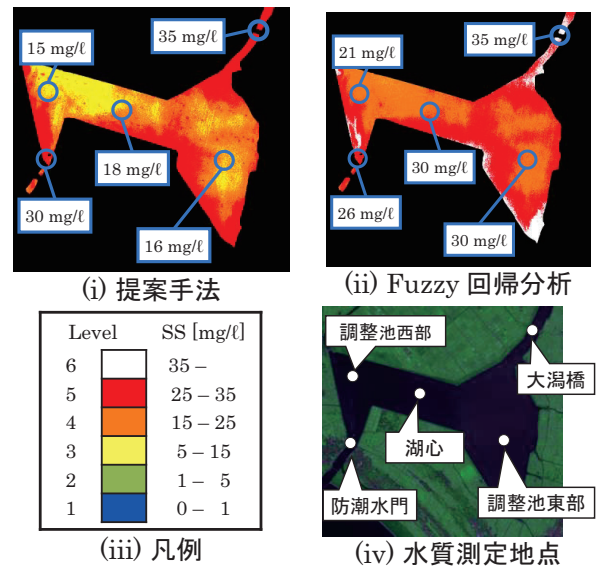 35 mg/ℓ
15 mg/ℓ
18 mg/ℓ
30 mg/ℓ
16 mg/ℓ
(i) 提案手法
35 mg/ℓ
21 mg/ℓ
30 mg/ℓ
26 mg/ℓ
30 mg/ℓ
(ii) Fuzzy 回帰分析
Level SS [mg/ℓ]
6 35 –
5 25 – 35
4 15 – 25
3 5 – 15
2 1 – 5
1 0 – 1
(iii) 凡例
調整池西部
大潟橋
湖心
防潮水門
調整池東部
(iv) 水質測定地点